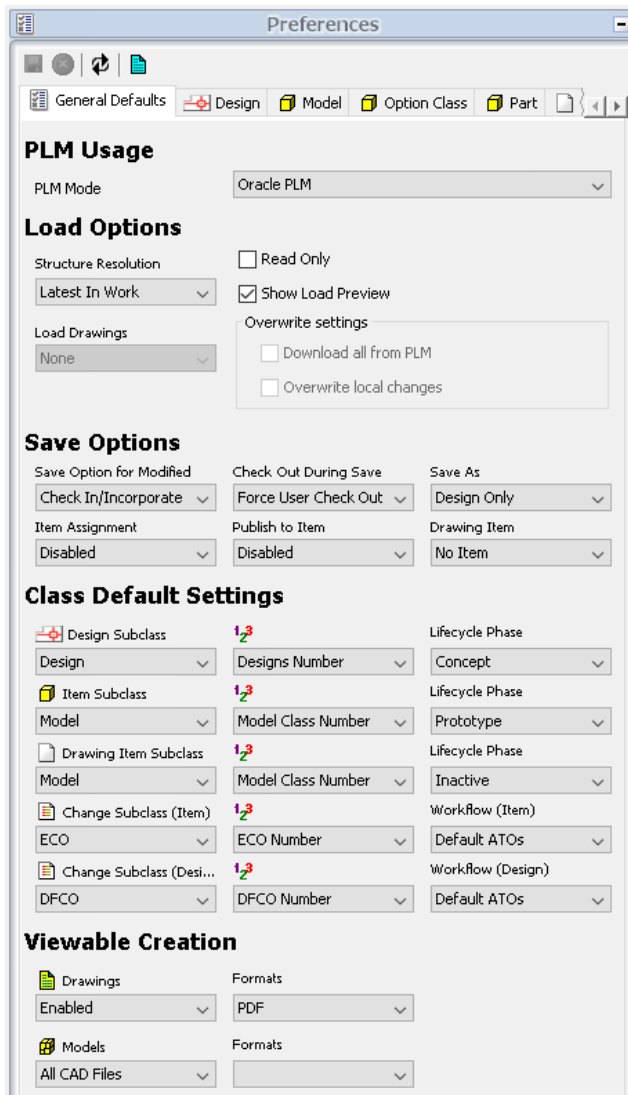 Preferences
General Defaults Design Model Option Class Part
PLM Usage
PLM Mode Oracle PLM
Load Options
Structure Resolution Read Only
Latest In Work Show Load Preview
Load Drawings Overwrite settings
None Download all from PLM
Overwrite local changes
Save Options
Save Option for Modified Check Out During Save Save As
Check In/Incorporate Force User Check Out Design Only
Item Assignment Publish to Item Drawing Item
Disabled Disabled No Item
Class Default Settings
Design Subclass 123 Lifecycle Phase
Design Designs Number Concept
Item Subclass 123 Lifecycle Phase
Model Model Class Number Prototype
Drawing Item Subclass 123 Lifecycle Phase
Model Model Class Number Inactive
Change Subclass (Item) 123 Workflow (Item)
ECO ECO Number Default ATOs
Change Subclass (Desi... 123 Workflow (Design)
DFCO DFCO Number Default ATOs
Viewable Creation
Drawings Formats
Enabled PDF
Models Formats
All CAD Files